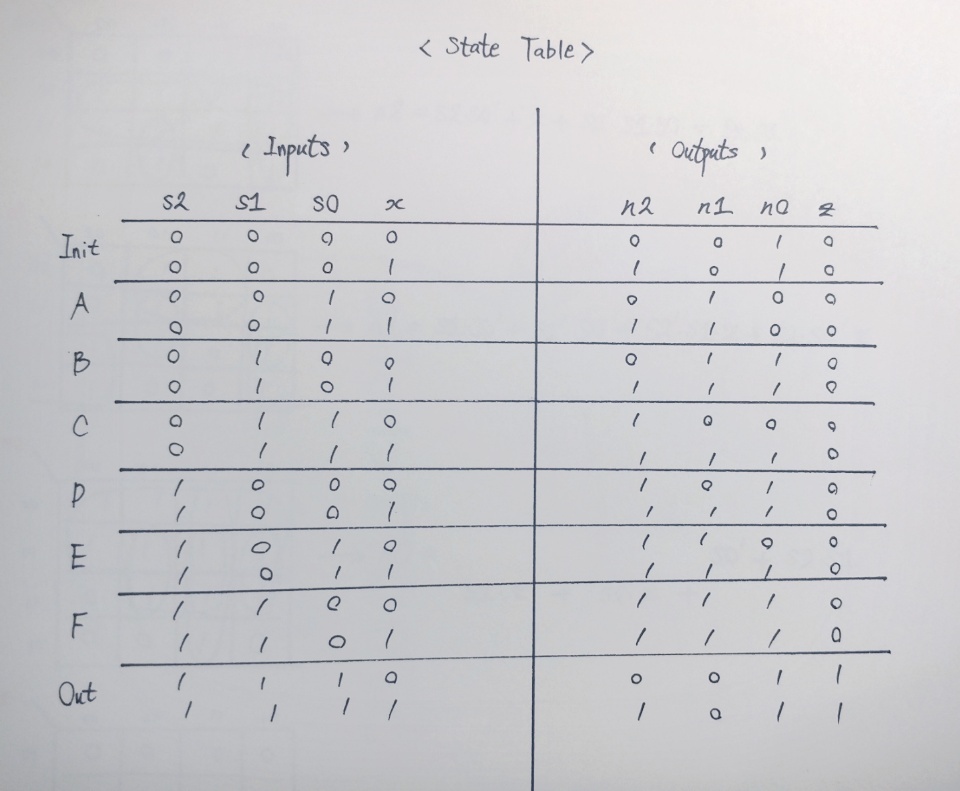 < State Table >
< Inputs > < Outputs >
s2 s1 s0 x n2 n1 n0 z
Init 0 0 0 0 0 0 1 0
0 0 0 1 1 0 1 0
A 0 0 1 0 0 1 0 0
0 0 1 1 1 1 0 0
B 0 1 0 0 0 1 1 0
0 1 0 1 1 1 1 0
C 0 1 1 0 1 0 0 0
0 1 1 1 1 1 1 0
D 1 0 0 0 1 0 1 0
1 0 0 1 1 1 1 0
E 1 0 1 0 1 1 0 0
1 0 1 1 1 1 1 0
F 1 1 0 0 1 1 1 0
1 1 0 1 1 1 1 0
Out 1 1 1 0 0 0 1 1
1 1 1 1 1 0 1 1